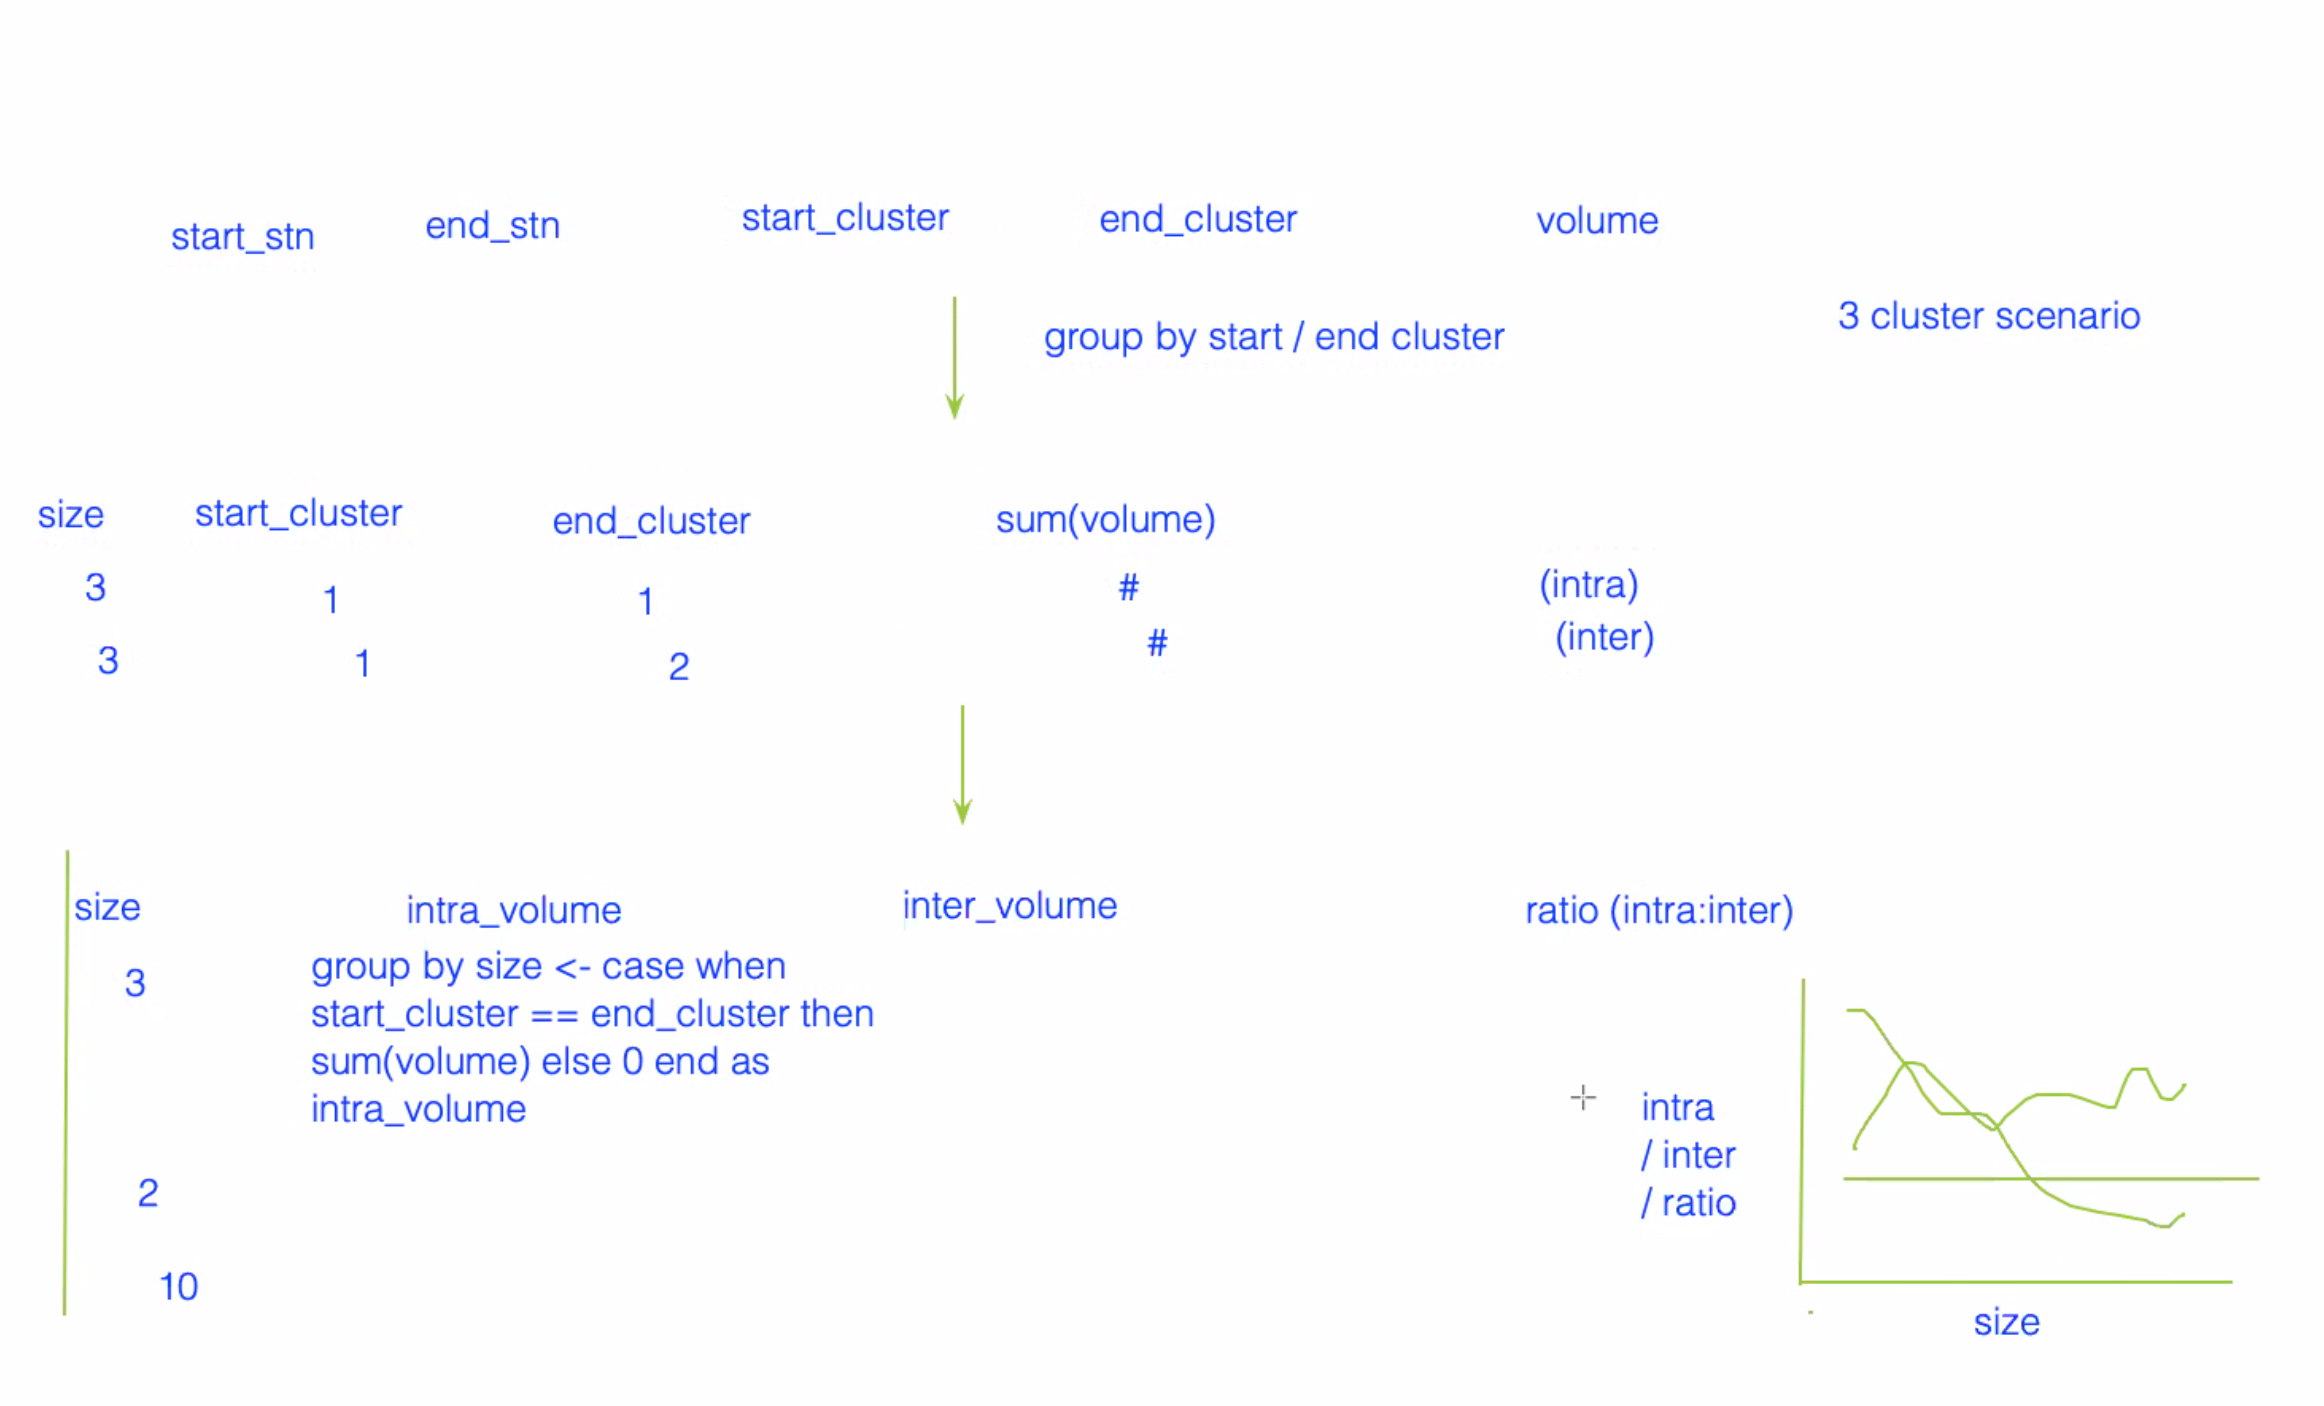 start_stn end_stn start_cluster end_cluster volume
3 cluster scenario
group by start / end cluster
size start_cluster end_cluster sum(volume)
3 1 1 # (intra)
3 1 2 # (inter)
size intra_volume inter_volume ratio (intra:inter)
3
group by size <- case when
start_cluster == end_cluster then
sum(volume) else 0 end as
intra_volume
2
10
intra
/ inter
/ ratio
size